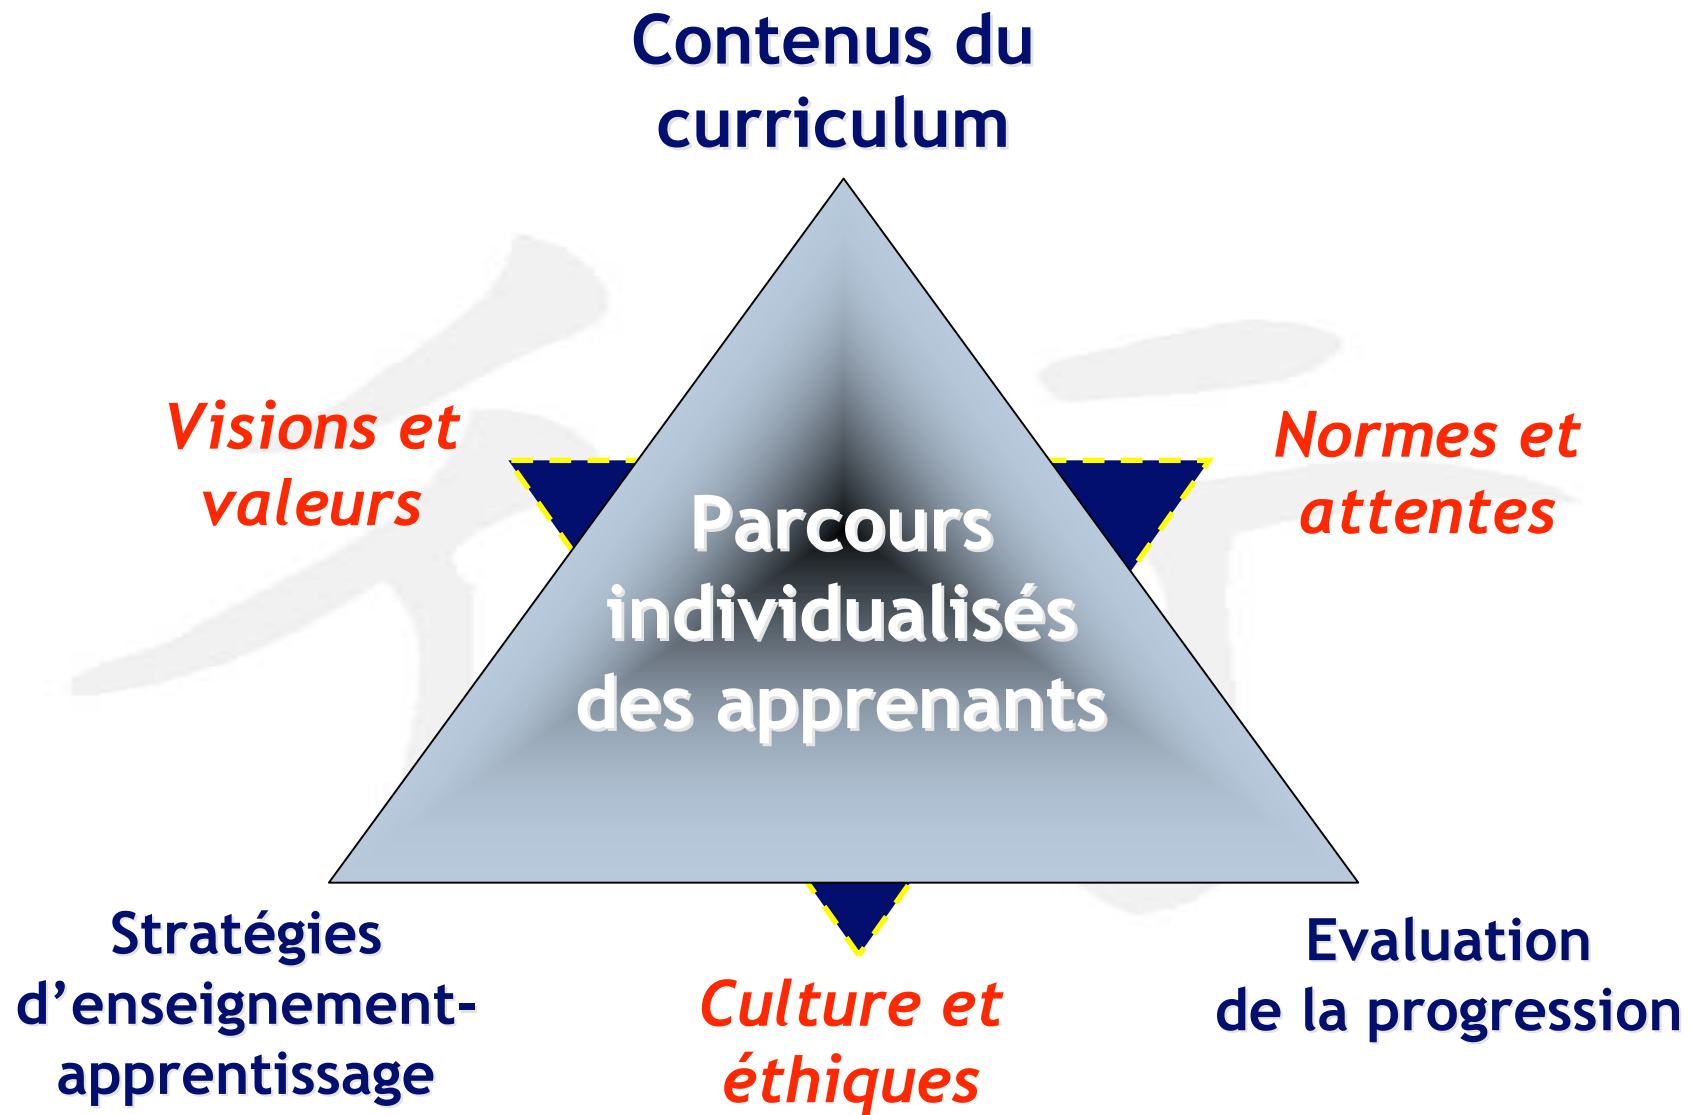 Contenus du
curriculum
Visions et
valeurs
Normes et
attentes
Parcours
individualisés
des apprenants
Stratégies
d’enseignement-
apprentissage
Culture et
éthiques
Evaluation
de la progression